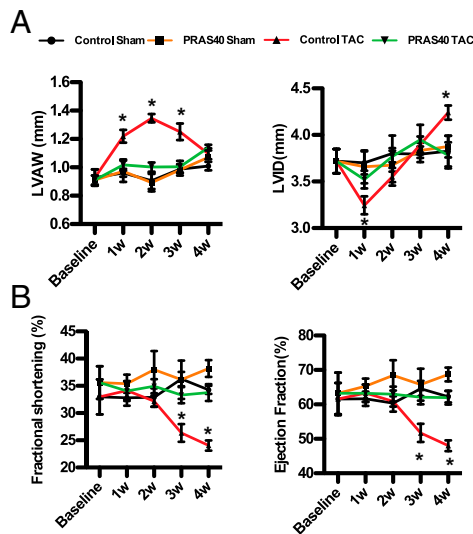 A
Control Sham PRAS40 Sham Control TAC PRAS40 TAC
LVAW (mm)
1.6
1.4
1.2
1.0
0.8
0.6
* * *
Baseline 1w 2w 3w 4w
LVID (mm)
4.5
4.0
3.5
3.0
*
*
Baseline 1w 2w 3w 4w
B
Fractional shortening (%)
45
40
35
30
25
20
*
*
Baseline 1w 2w 3w 4w
Ejection Fraction(%)
80
70
60
50
40
* *
Baseline 1w 2w 3w 4w